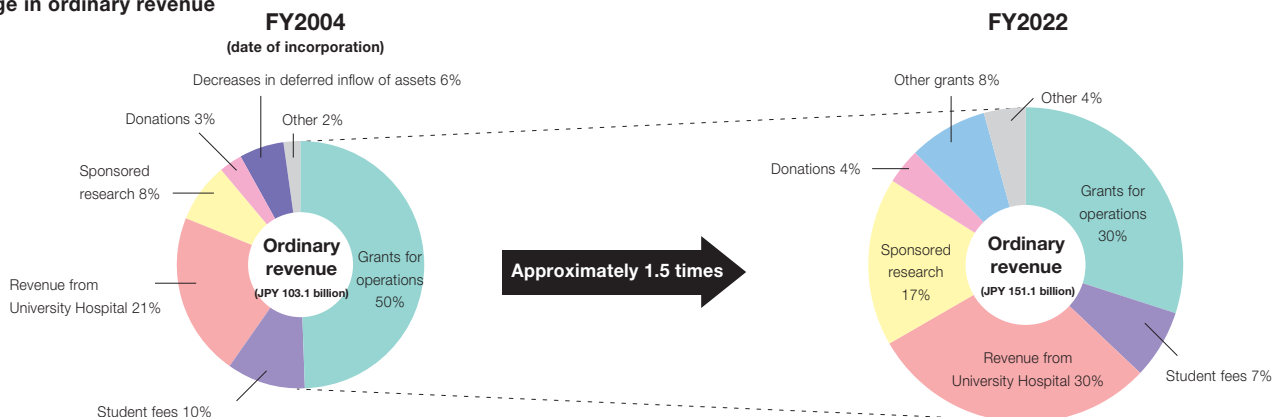 ge in ordinary revenue
FY2004
(date of incorporation)
Decreases in deferred inflow of assets 6%
Donations 3%
Other 2%
Sponsored
research 8%
Revenue from
University Hospital 21%
Student fees 10%
Grants for
operations
50%
Ordinary
revenue
(JPY 103.1 billion)
Approximately 1.5 times
FY2022
Other grants 8%
Other 4%
Donations 4%
Sponsored
research
17%
Grants for
operations
30%
Ordinary
revenue
(JPY 151.1 billion)
Revenue from
University Hospital 30%
Student fees 7%